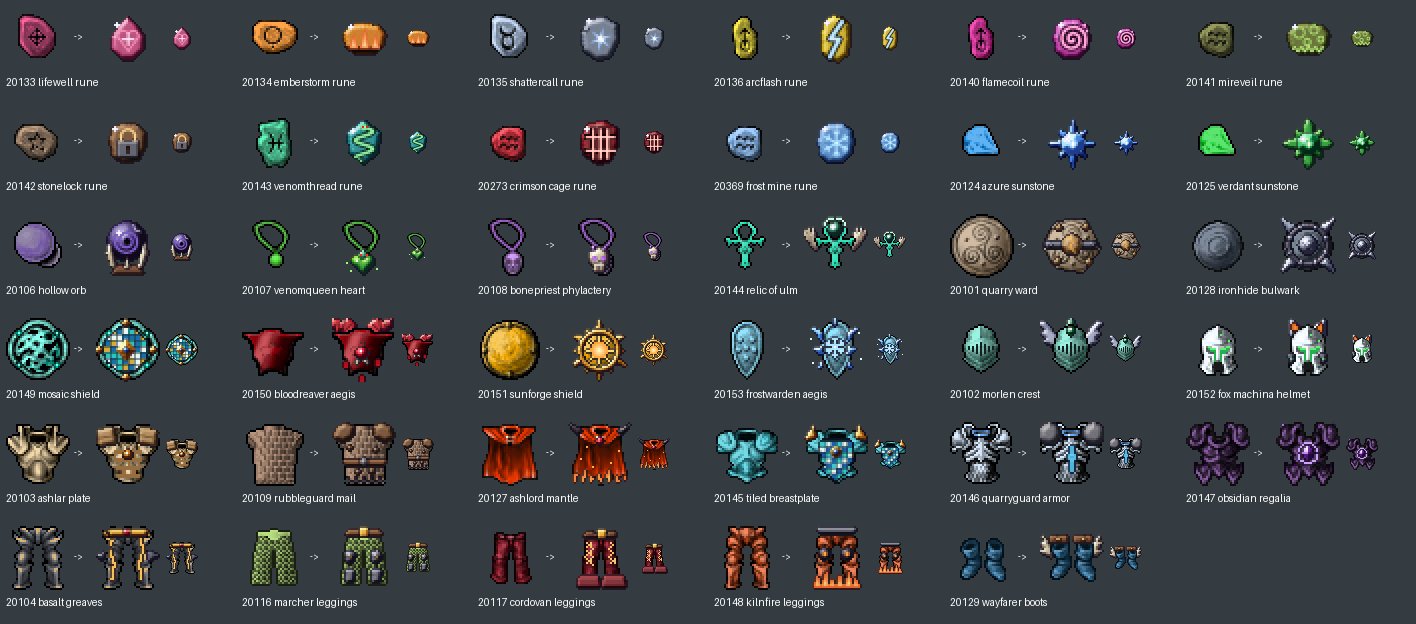 -> -> -> -> -> ->
20133 lifewell rune 20134 emberstorm rune 20135 shattercall rune 20136 arcflash rune 20140 flamecoil rune 20141 mireveil rune
-> -> -> -> -> ->
20142 stonelock rune 20143 venomthread rune 20273 crimson cage rune 20369 frost mine rune 20124 azure sunstone 20125 verdant sunstone
-> -> -> -> -> ->
20106 hollow orb 20107 venomqueen heart 20108 bonepriest phylactery 20144 relic of ulm 20101 quarry ward 20128 ironhide bulwark
-> -> -> -> -> ->
20149 mosaic shield 20150 bloodreaver aegis 20151 sunforge shield 20153 frostwarden aegis 20102 morlen crest 20152 fox machina helmet
-> -> -> -> -> ->
20103 ashlar plate 20109 rubbleguard mail 20127 ashlord mantle 20145 tiled breastplate 20146 quarryguard armor 20147 obsidian regalia
-> -> -> -> ->
20104 basalt greaves 20116 marcher leggings 20117 cordovan leggings 20148 kilnfire leggings 20129 wayfarer boots